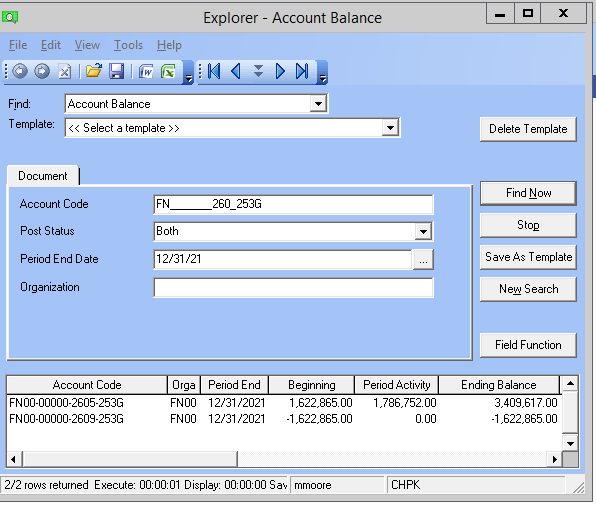 Explorer - Account Balance
File Edit View Tools Help
Find: Account Balance
Template: << Select a template >>
Delete Template
Document
Account Code FN_______260_253G
Find Now
Post Status Both
Stop
Period End Date 12/31/21 ...
Save As Template
Organization
New Search
Field Function
Account Code Orga Period End Beginning Period Activity Ending Balance
FN00-00000-2605-253G FN00 12/31/2021 1,622,865.00 1,786,752.00 3,409,617.00
FN00-00000-2609-253G FN00 12/31/2021 -1,622,865.00 0.00 -1,622,865.00
2/2 rows returned Execute: 00:00:01 Display: 00:00:00 Sav mmoore CHPK